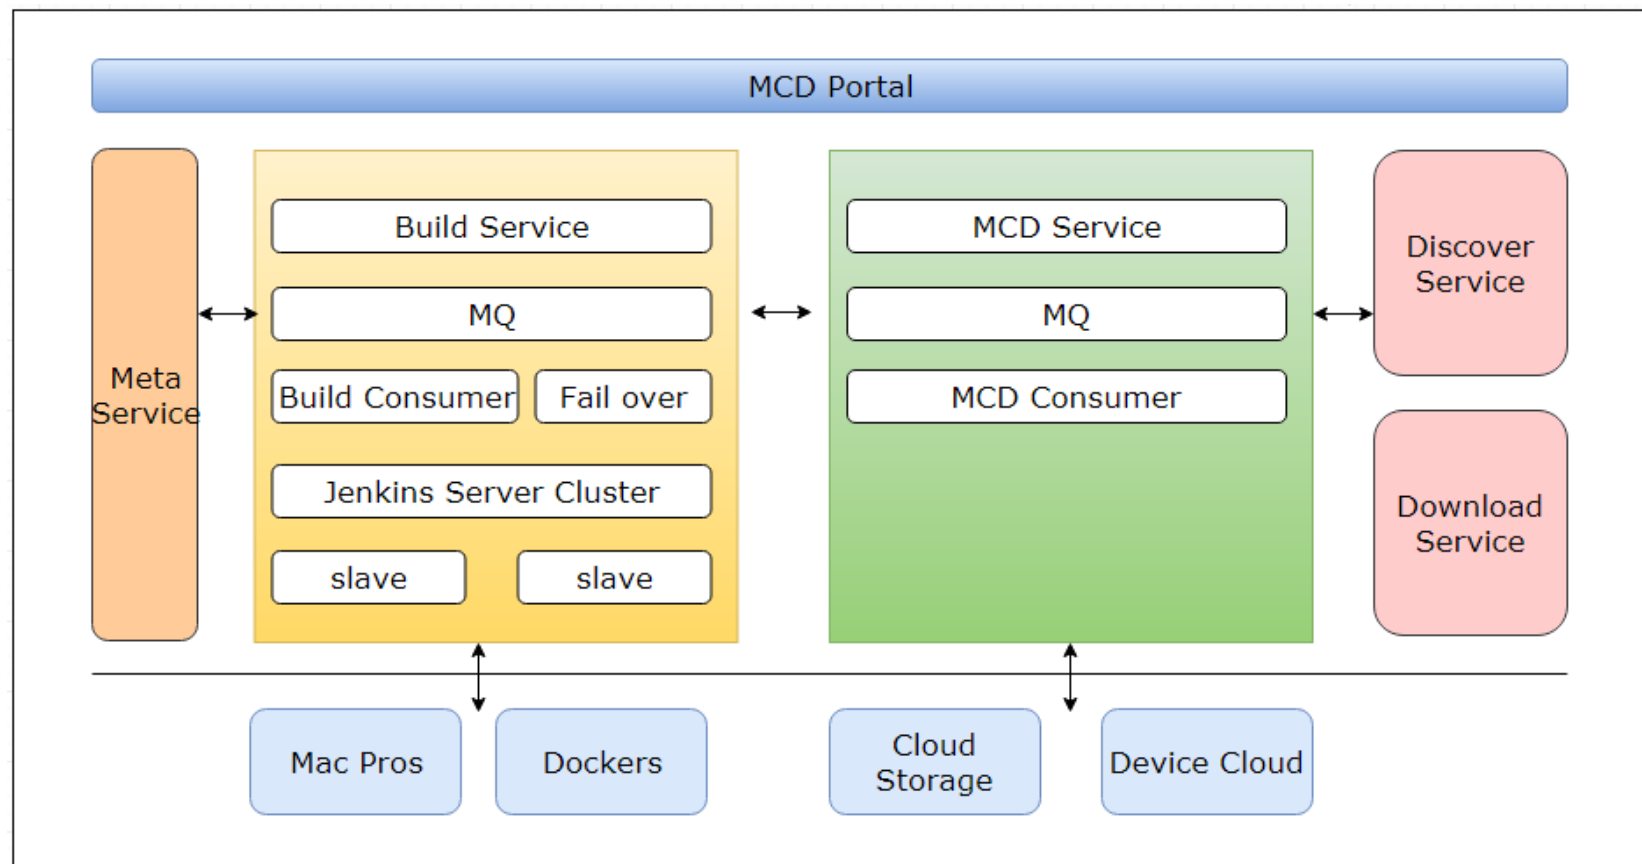 MCD Portal
Meta
Service
Build Service
MQ
Build Consumer
Fail over
Jenkins Server Cluster
slave
slave
MCD Service
MQ
MCD Consumer
Discover
Service
Download
Service
Mac Pros
Dockers
Cloud
Storage
Device Cloud